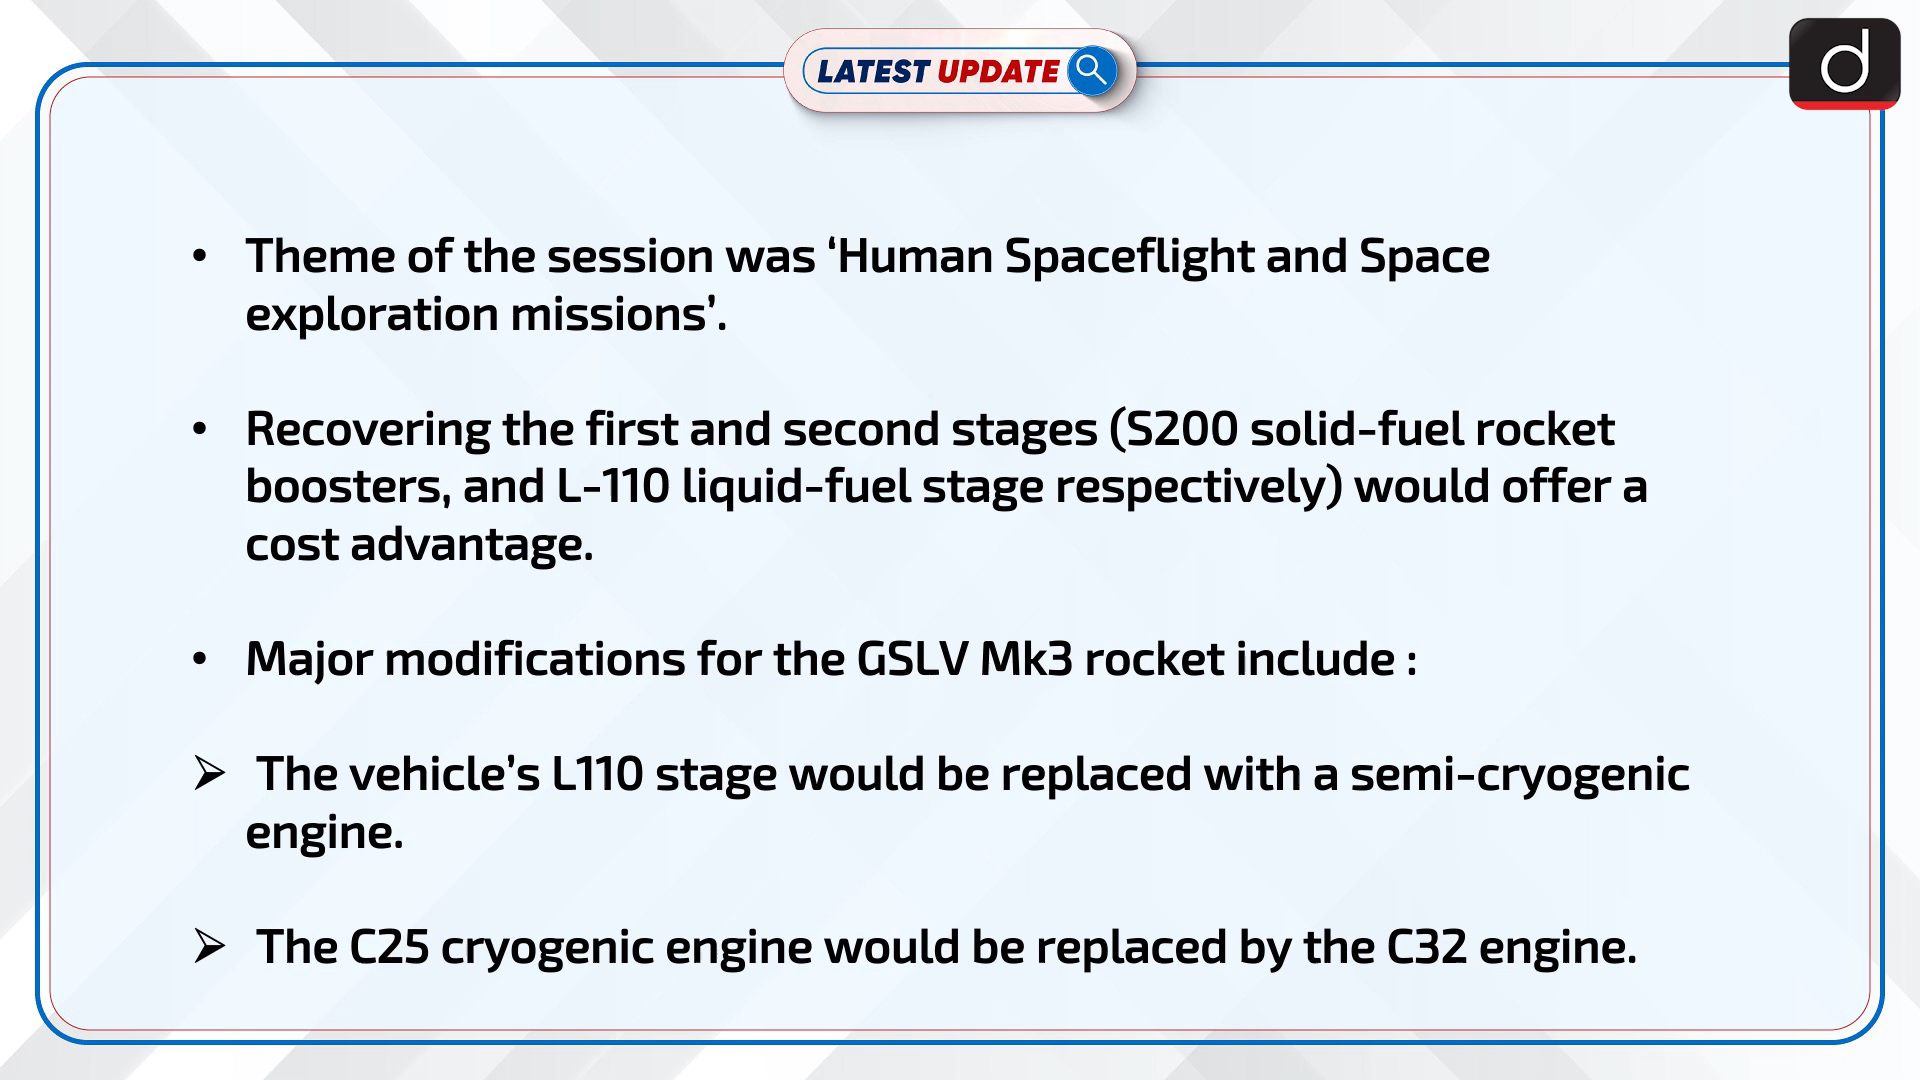 LATEST UPDATE
d
• Theme of the session was ‘Human Spaceflight and Space
exploration missions’.
• Recovering the first and second stages (S200 solid-fuel rocket
boosters, and L-110 liquid-fuel stage respectively) would offer a
cost advantage.
• Major modifications for the GSLV Mk3 rocket include :
➢ The vehicle’s L110 stage would be replaced with a semi-cryogenic
engine.
➢ The C25 cryogenic engine would be replaced by the C32 engine.